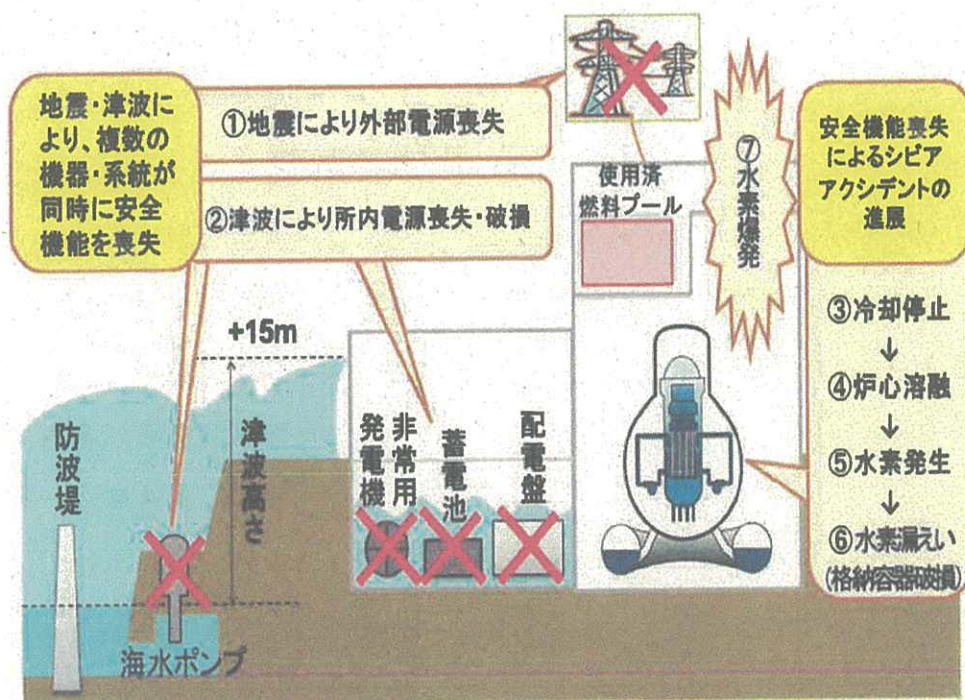 地震・津波に
より、複数の
機器・系統が
同時に安全
機能を喪失
①地震により外部電源喪失
②津波により所内電源喪失・破損
使用済
燃料プール
⑦水素爆発
安全機能喪失
によるシビア
アクシデントの
進展
③冷却停止
↓
④炉心溶融
↓
⑤水素発生
↓
⑥水素漏えい
(格納容器破損)
+15m
津波高さ
防波堤
海水ポンプ
非常用
発電機
蓄電池
配電盤